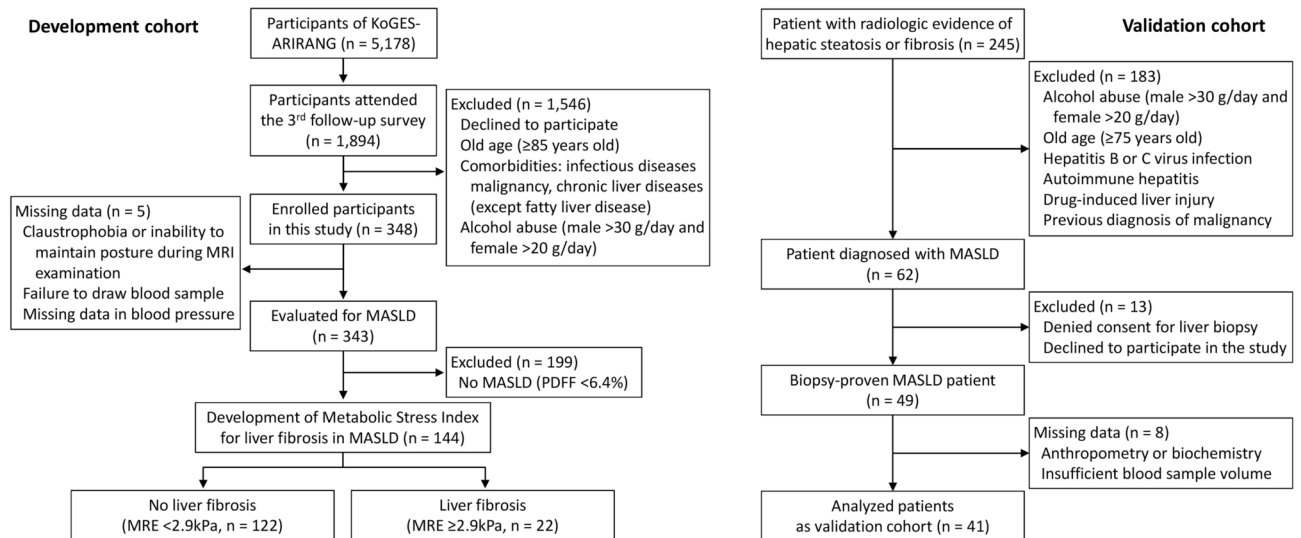 Development cohort
Participants of KoGES-
ARIRANG (n = 5,178)
Participants attended
the 3rd follow-up survey
(n = 1,894)
Excluded (n = 1,546)
Declined to participate
Old age (≥85 years old)
Comorbidities: infectious diseases
malignancy, chronic liver diseases
(except fatty liver disease)
Alcohol abuse (male >30 g/day and
female >20 g/day)
Enrolled participants
in this study (n = 348)
Missing data (n = 5)
Claustrophobia or inability to
maintain posture during MRI
examination
Failure to draw blood sample
Missing data in blood pressure
Evaluated for MASLD
(n = 343)
Excluded (n = 199)
No MASLD (PDFF <6.4%)
Development of Metabolic Stress Index
for liver fibrosis in MASLD (n = 144)
No liver fibrosis
(MRE <2.9kPa, n = 122)
Liver fibrosis
(MRE ≥2.9kPa, n = 22)
Validation cohort
Patient with radiologic evidence of
hepatic steatosis or fibrosis (n = 245)
Excluded (n = 183)
Alcohol abuse (male >30 g/day and
female >20 g/day)
Old age (≥75 years old)
Hepatitis B or C virus infection
Autoimmune hepatitis
Drug-induced liver injury
Previous diagnosis of malignancy
Patient diagnosed with MASLD
(n = 62)
Excluded (n = 13)
Denied consent for liver biopsy
Declined to participate in the study
Biopsy-proven MASLD patient
(n = 49)
Missing data (n = 8)
Anthropometry or biochemistry
Insufficient blood sample volume
Analyzed patients
as validation cohort (n = 41)